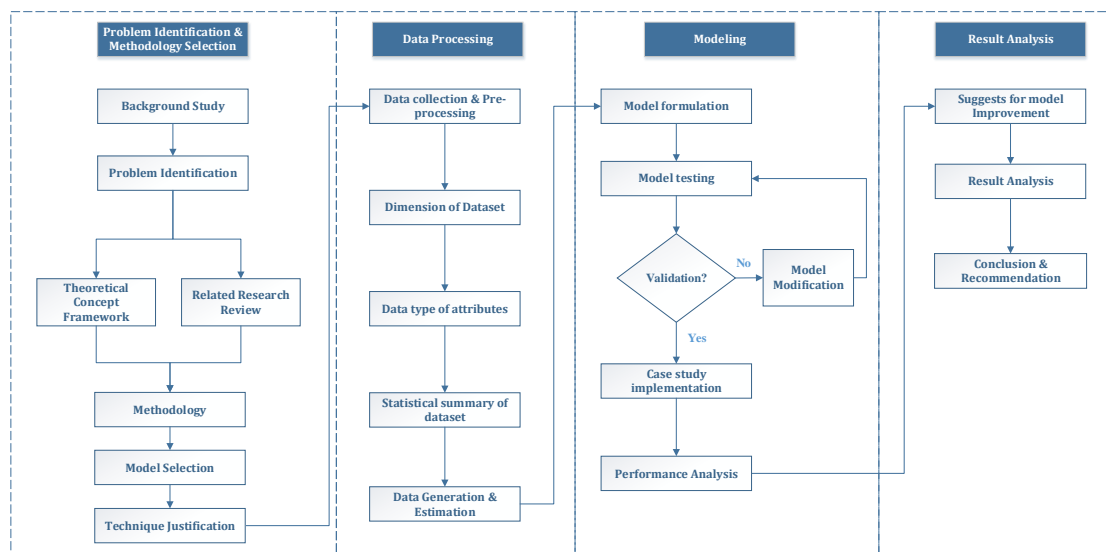 Problem Identification &
Methodology Selection
Background Study
Problem Identification
Theoretical
Concept
Framework
Related Research
Review
Methodology
Model Selection
Technique Justification
Data Processing
Data collection & Pre-
processing
Dimension of Dataset
Data type of attributes
Statistical summary of
dataset
Data Generation &
Estimation
Modeling
Model formulation
Model testing
Validation?
No
Model
Modification
Yes
Case study
implementation
Performance Analysis
Result Analysis
Suggests for model
Improvement
Result Analysis
Conclusion &
Recommendation